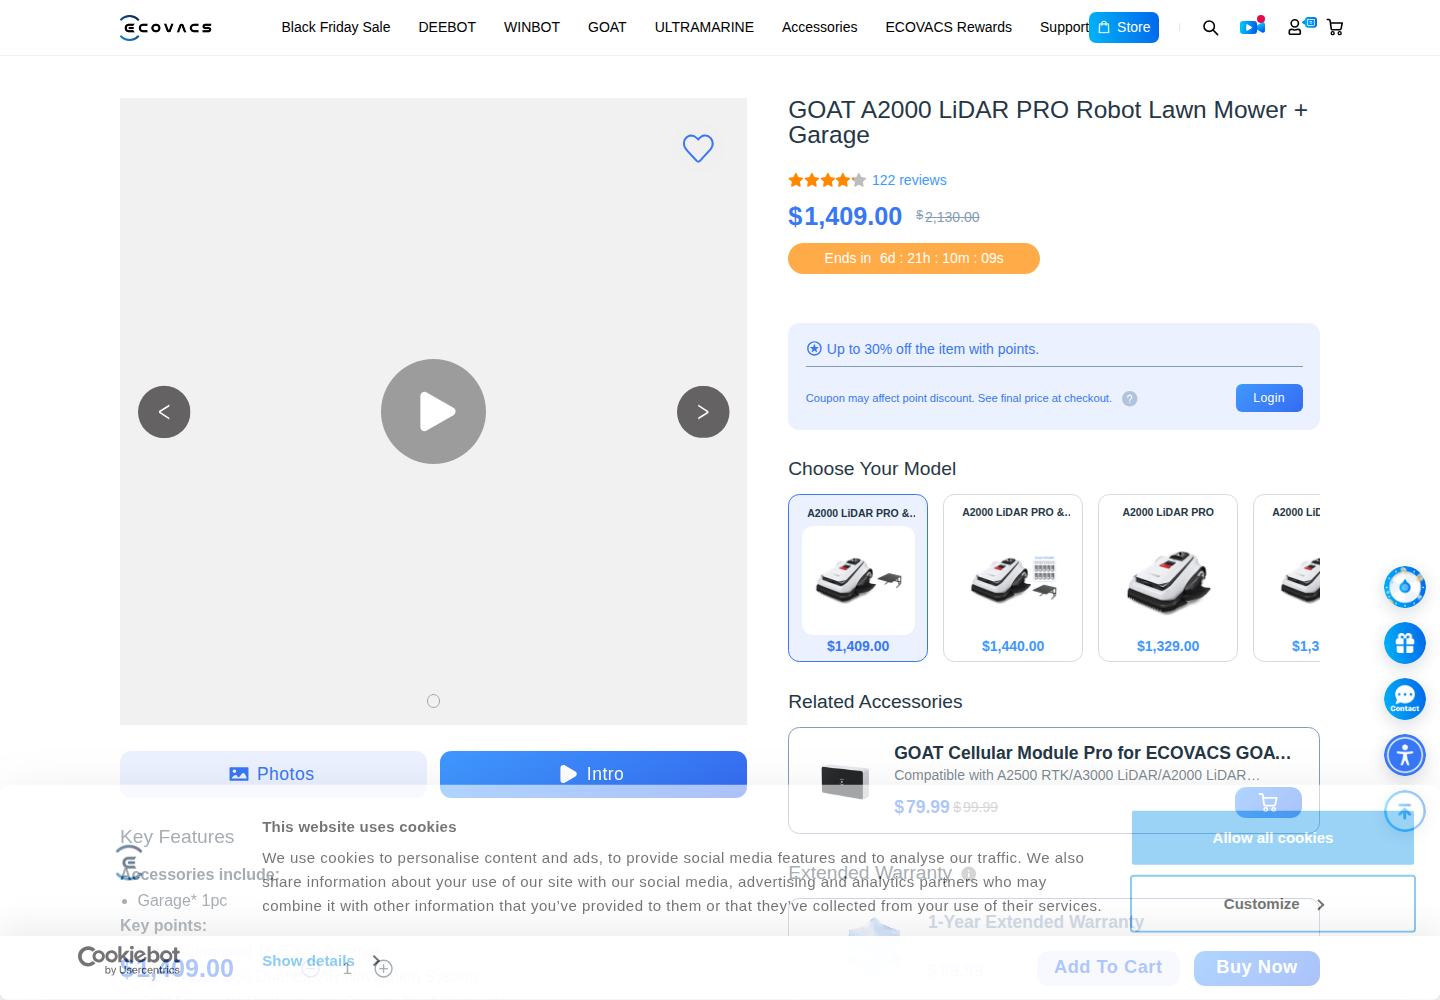 ECOVACS
Black Friday Sale DEEBOT WINBOT GOAT ULTRAMARINE Accessories ECOVACS Rewards Support Store
GOAT A2000 LiDAR PRO Robot Lawn Mower +
Garage
122 reviews
$1,409.00 $2,130.00
Ends in 6d : 21h : 10m : 09s
Up to 30% off the item with points.
Coupon may affect point discount. See final price at checkout. ?
Login
Choose Your Model
A2000 LiDAR PRO &.. A2000 LiDAR PRO &.. A2000 LiDAR PRO A2000 LiD
$1,409.00 $1,440.00 $1,329.00 $1,3
Contact
Related Accessories
GOAT Cellular Module Pro for ECOVACS GOA...
Compatible with A2500 RTK/A3000 LiDAR/A2000 LiDAR...
$79.99 $99.99
Photos Intro
Key Features
Accessories include:
Garage* 1pc
Key points:
Extended Warranty
1-Year Extended Warranty
This website uses cookies
We use cookies to personalise content and ads, to provide social media features and to analyse our traffic. We also
share information about your use of our site with our social media, advertising and analytics partners who may
combine it with other information that you've provided to them or that they've collected from your use of their services.
Allow all cookies
Customize
Cookiebot
by Usercentrics
Show details
$1,409.00
1
Add To Cart
Buy Now